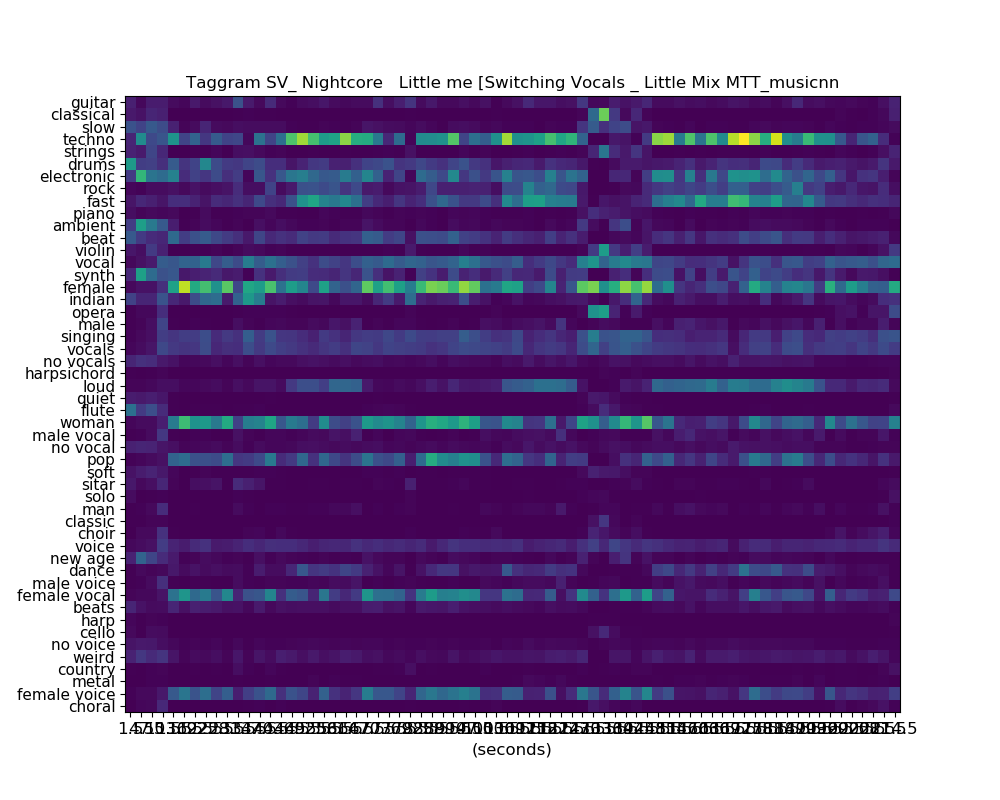 Taggram SV_ Nightcore   Little me [Switching Vocals _ Little Mix MTT_musicnn
guitar
classical
slow
techno
strings
drums
electronic
rock
fast
piano
ambient
beat
violin
vocal
synth
female
indian
opera
male
singing
vocals
no vocals
harpsichord
loud
quiet
flute
woman
male vocal
no vocal
pop
soft
sitar
solo
man
classic
choir
voice
new age
dance
male voice
female vocal
beats
harp
cello
no voice
weird
country
metal
female voice
choral
(seconds)